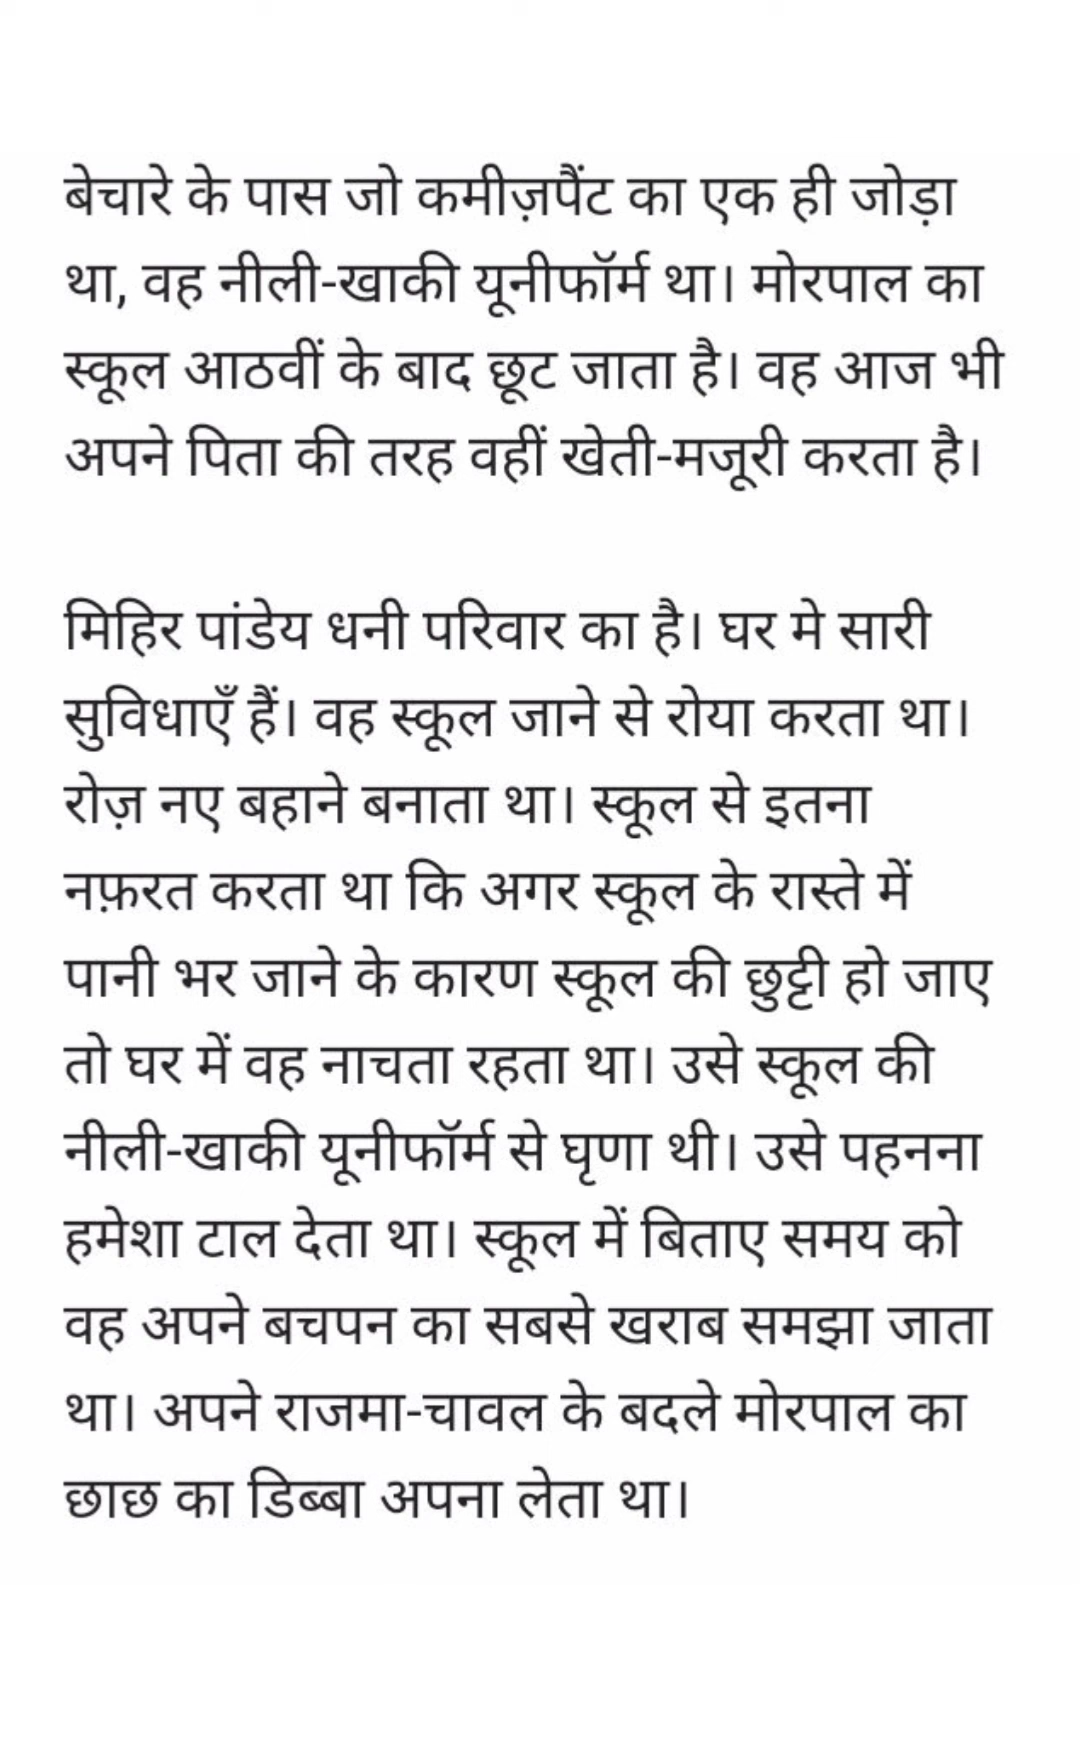 बेचारे के पास जो कमीज़पैंट का एक ही जोड़ा
था, वह नीली-खाकी यूनीफॉर्म था। मोरपाल का
स्कूल आठवीं के बाद छूट जाता है। वह आज भी
अपने पिता की तरह वहीं खेती-मजूरी करता है।
मिहिर पांडेय धनी परिवार का है। घर मे सारी
सुविधाएँ हैं। वह स्कूल जाने से रोया करता था।
रोज़ नए बहाने बनाता था। स्कूल से इतना
नफ़रत करता था कि अगर स्कूल के रास्ते में
पानी भर जाने के कारण स्कूल की छुट्टी हो जाए
तो घर में वह नाचता रहता था। उसे स्कूल की
नीली-खाकी यूनीफॉर्म से घृणा थी। उसे पहनना
हमेशा टाल देता था। स्कूल में बिताए समय को
वह अपने बचपन का सबसे खराब समझा जाता
था। अपने राजमा-चावल के बदले मोरपाल का
छाछ का डिब्बा अपना लेता था।